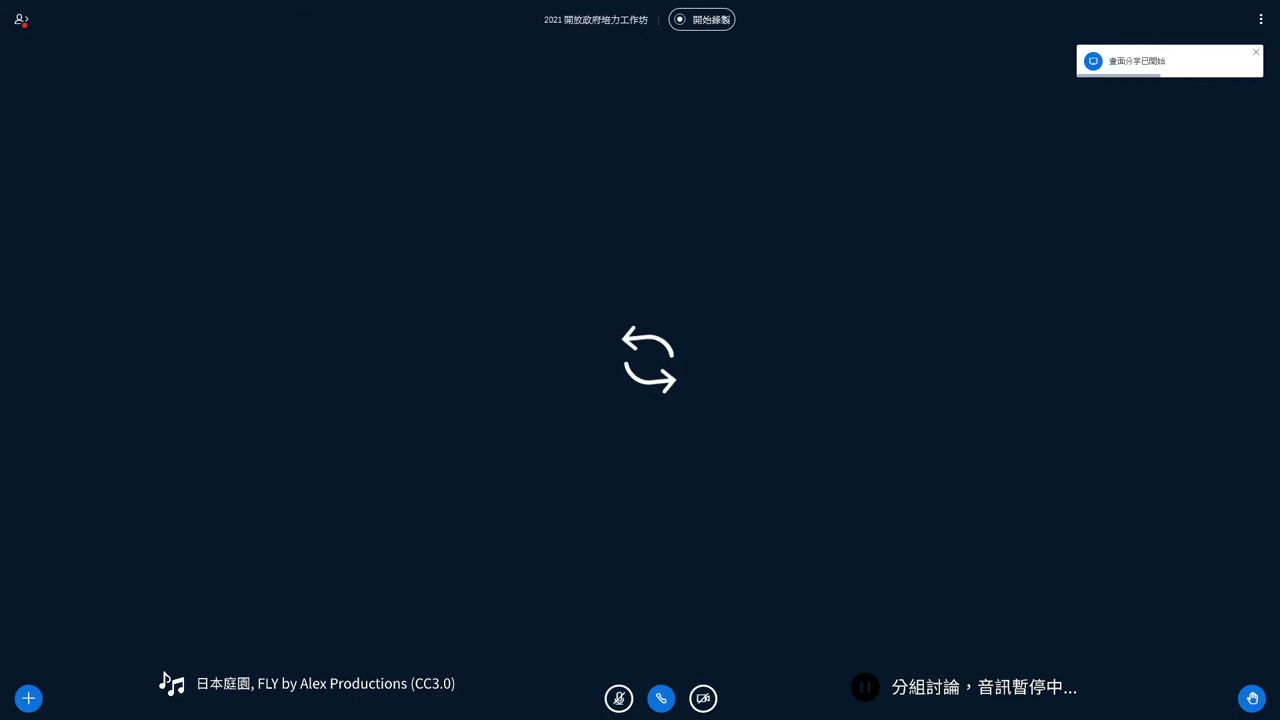 2021 開放政府培力工作坊
開始錄製
畫面分享已開始
日本庭園, FLY by Alex Productions (CC3.0)
分組討論，音訊暫停中...